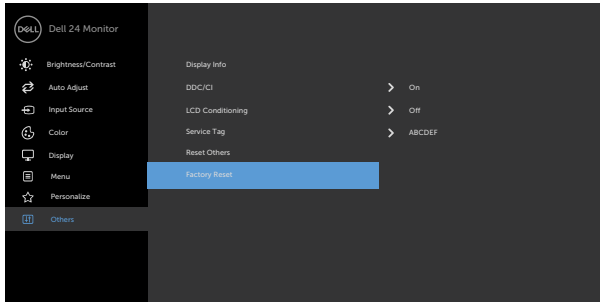 DELL
Dell 24 Monitor
Brightness/Contrast
Auto Adjust
Input Source
Color
Display
Menu
Personalize
Others
Display Info
DDC/CI On
LCD Conditioning Off
Service Tag ABCDEF
Reset Others
Factory Reset